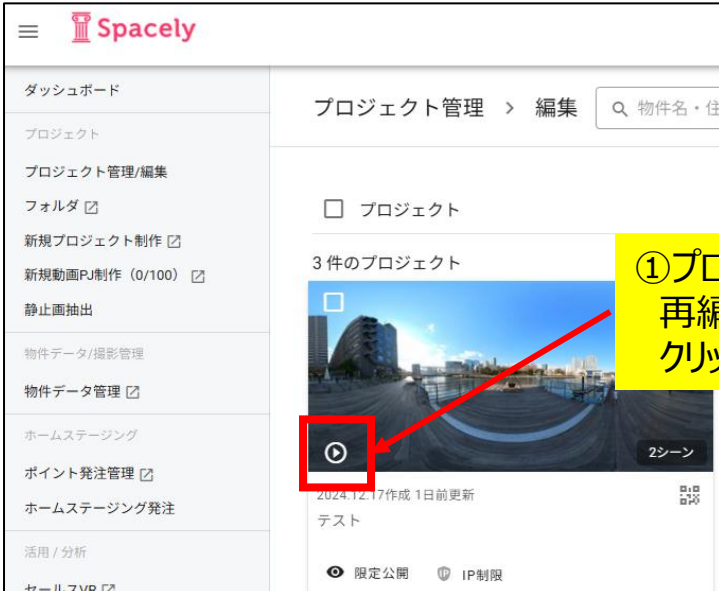 Spacely
ダッシュボード
プロジェクト
プロジェクト管理/編集
フォルダ
新規プロジェクト制作
新規動画PJ制作（0/100）
静止画抽出
物件データ/撮影管理
物件データ管理
ホームステージング
ポイント発注管理
ホームステージング発注
活用 / 分析
セールスVR
プロジェクト管理 > 編集
物件名・住
プロジェクト
3 件のプロジェクト
①プロ
再編
クリッ
2シーン
2024.12.17作成 1日前更新
テスト
限定公開 IP制限